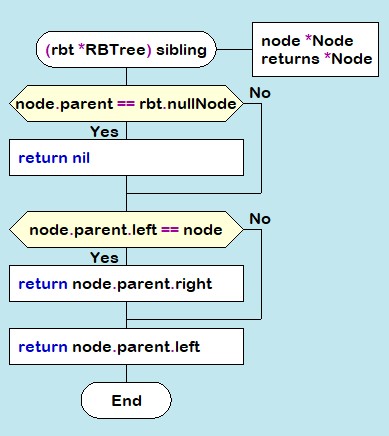 (rbt *RBTree) sibling
node *Node
returns *Node
node.parent == rbt.nullNode
No
Yes
return nil
node.parent.left == node
No
Yes
return node.parent.right
return node.parent.left
End